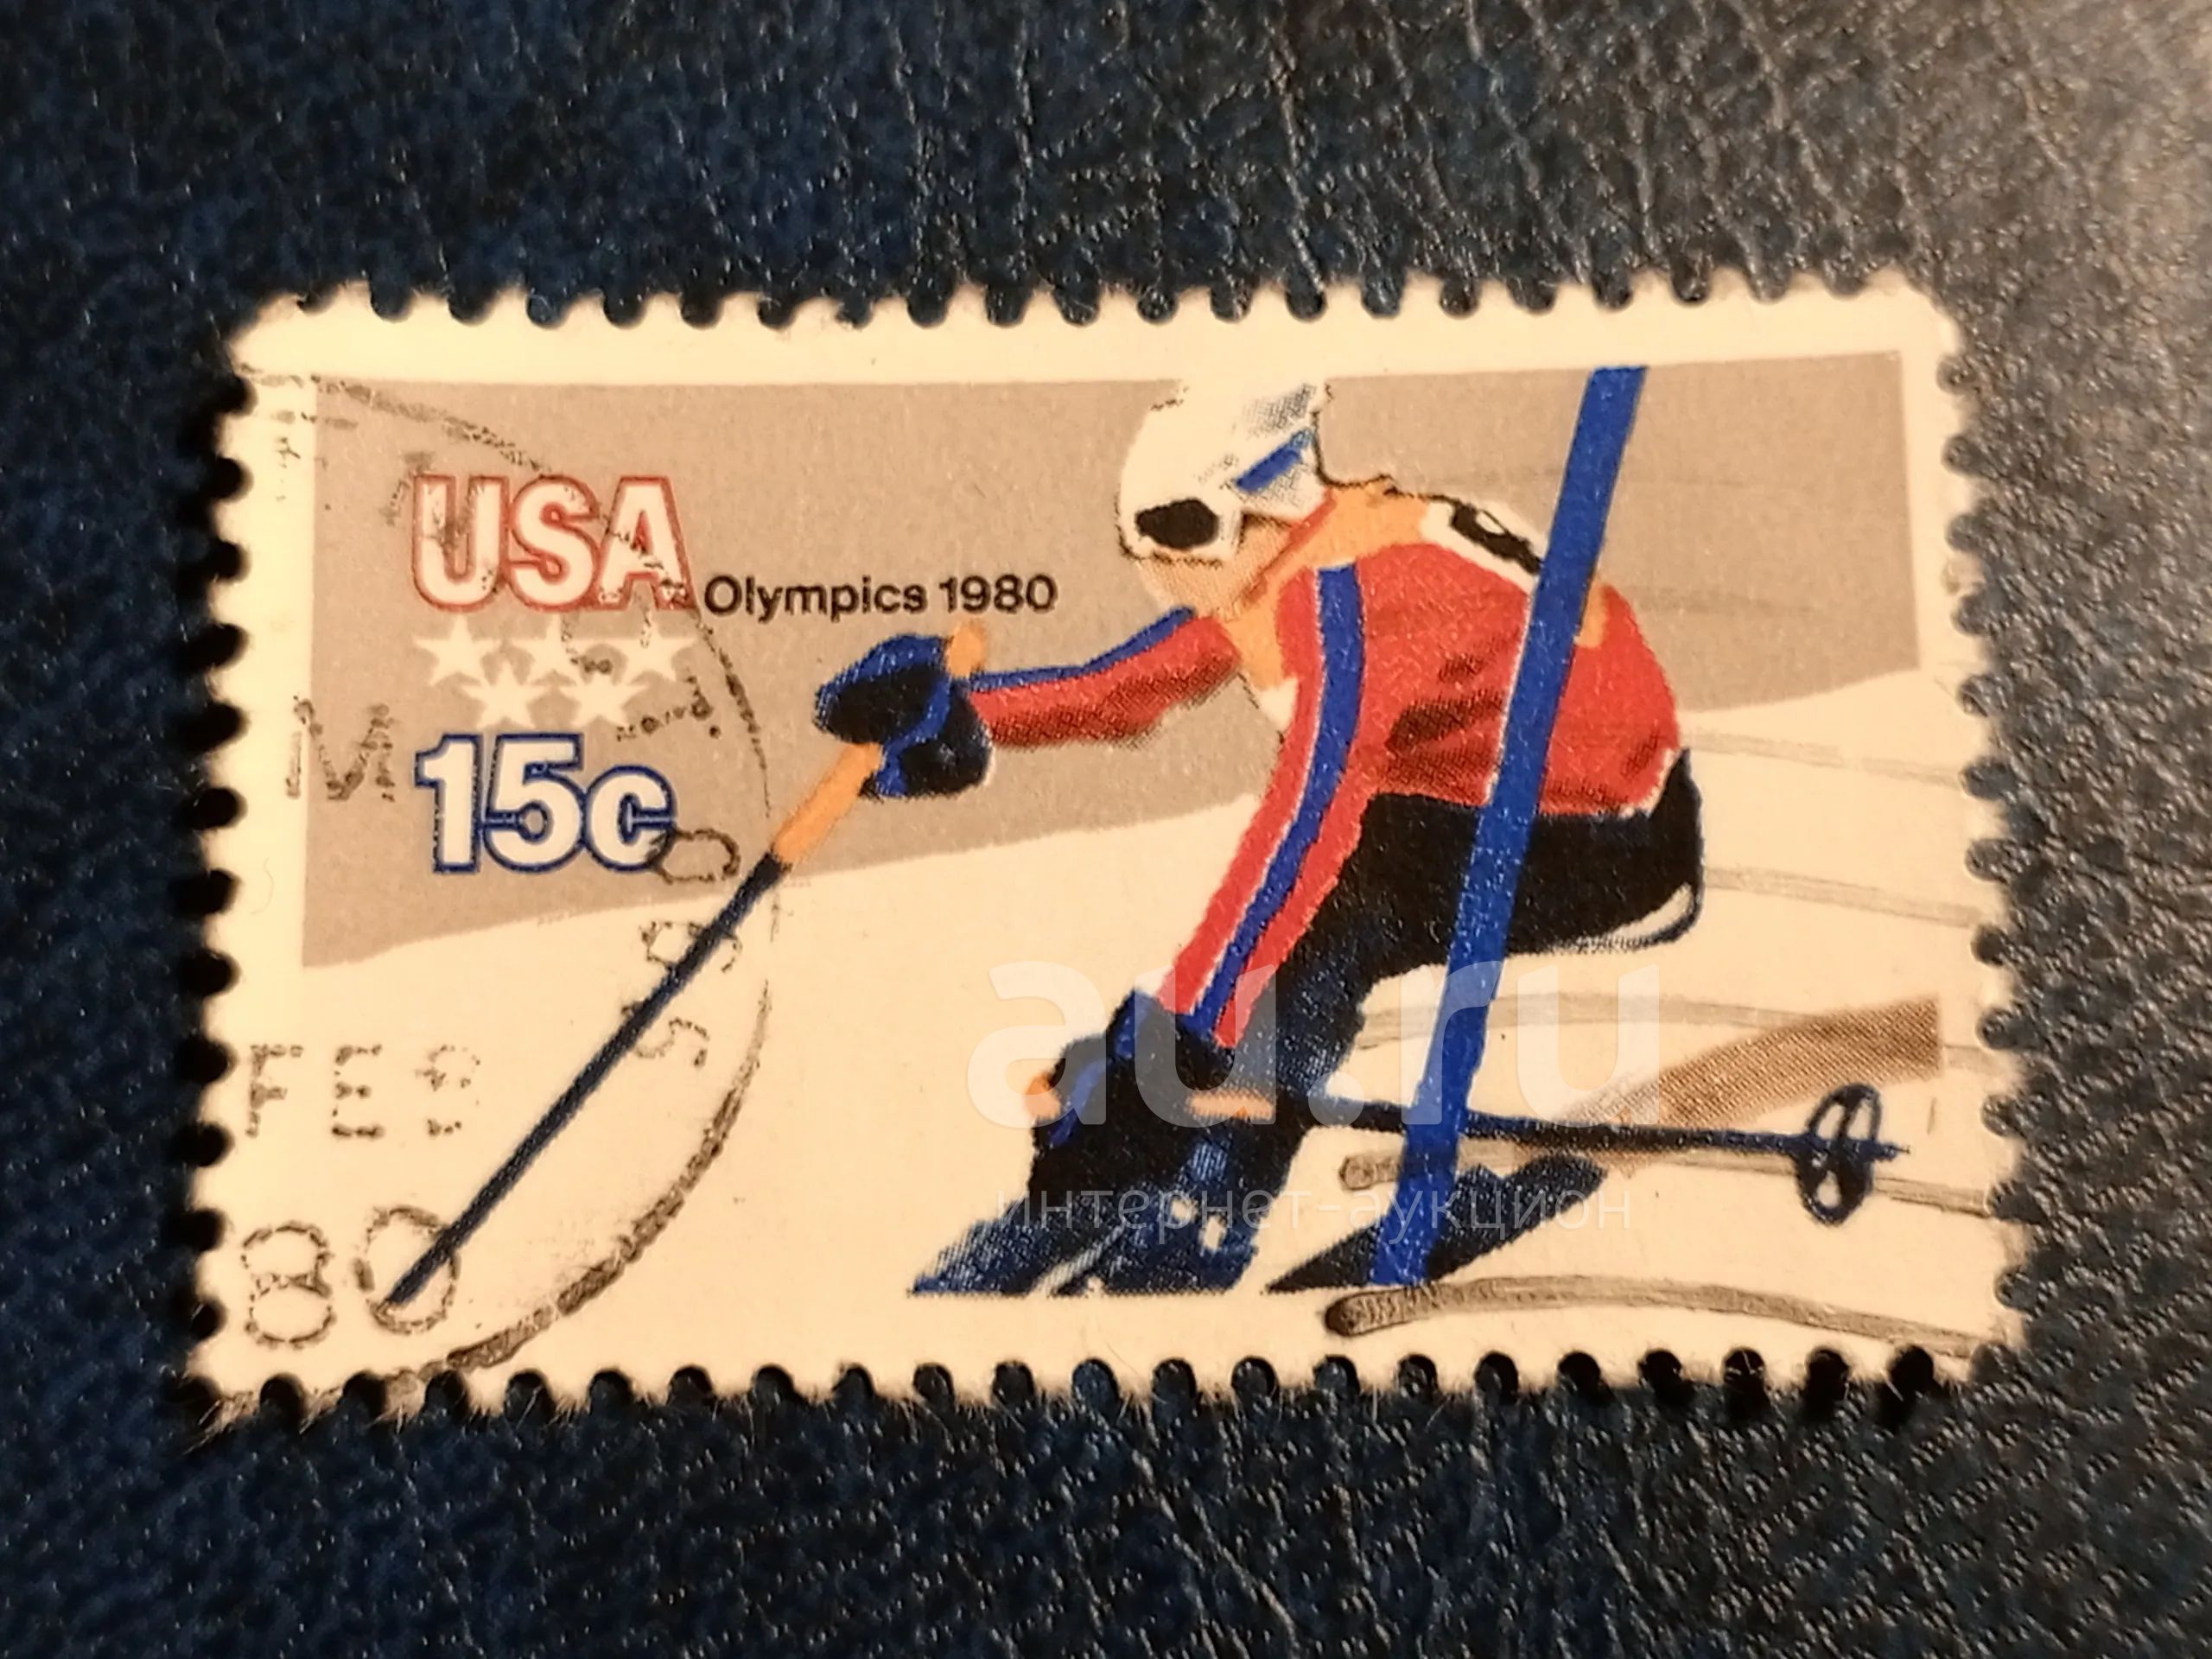 USA
Olympics 1980
15c
FEB
80
au.ru
интернет-аукцион